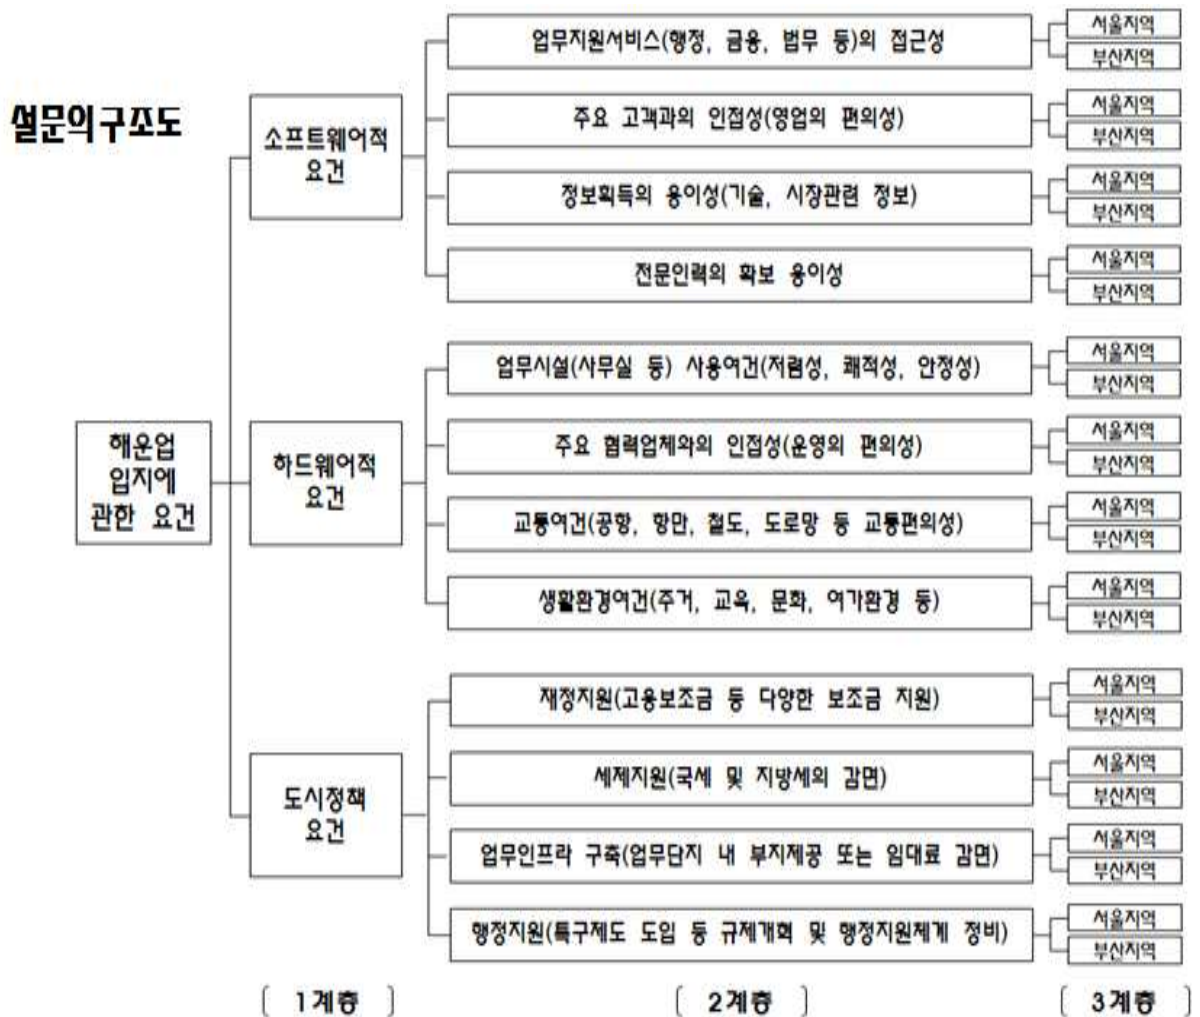 설문의구조도
해운업
입지에
관한 요건
소프트웨어적
요건
업무지원서비스(행정, 금융, 법무 등)의 접근성
서울지역
부산지역
주요 고객과의 인접성(영업의 편의성)
서울지역
부산지역
정보획득의 용이성(기술, 시장관련 정보)
서울지역
부산지역
전문인력의 확보 용이성
서울지역
부산지역
하드웨어적
요건
업무시설(사무실 등) 사용여건(저렴성, 쾌적성, 안정성)
서울지역
부산지역
주요 협력업체와의 인접성(운영의 편의성)
서울지역
부산지역
교통여건(공항, 항만, 철도, 도로망 등 교통편의성)
서울지역
부산지역
생활환경여건(주거, 교육, 문화, 여가환경 등)
서울지역
부산지역
도시정책
요건
재정지원(고용보조금 등 다양한 보조금 지원)
서울지역
부산지역
세제지원(국세 및 지방세의 감면)
서울지역
부산지역
업무인프라 구축(업무단지 내 부지제공 또는 임대료 감면)
서울지역
부산지역
행정지원(특구제도 도입 등 규제개혁 및 행정지원체계 정비)
서울지역
부산지역
[ 1계층 ]
[ 2계층 ]
[ 3계층 ]